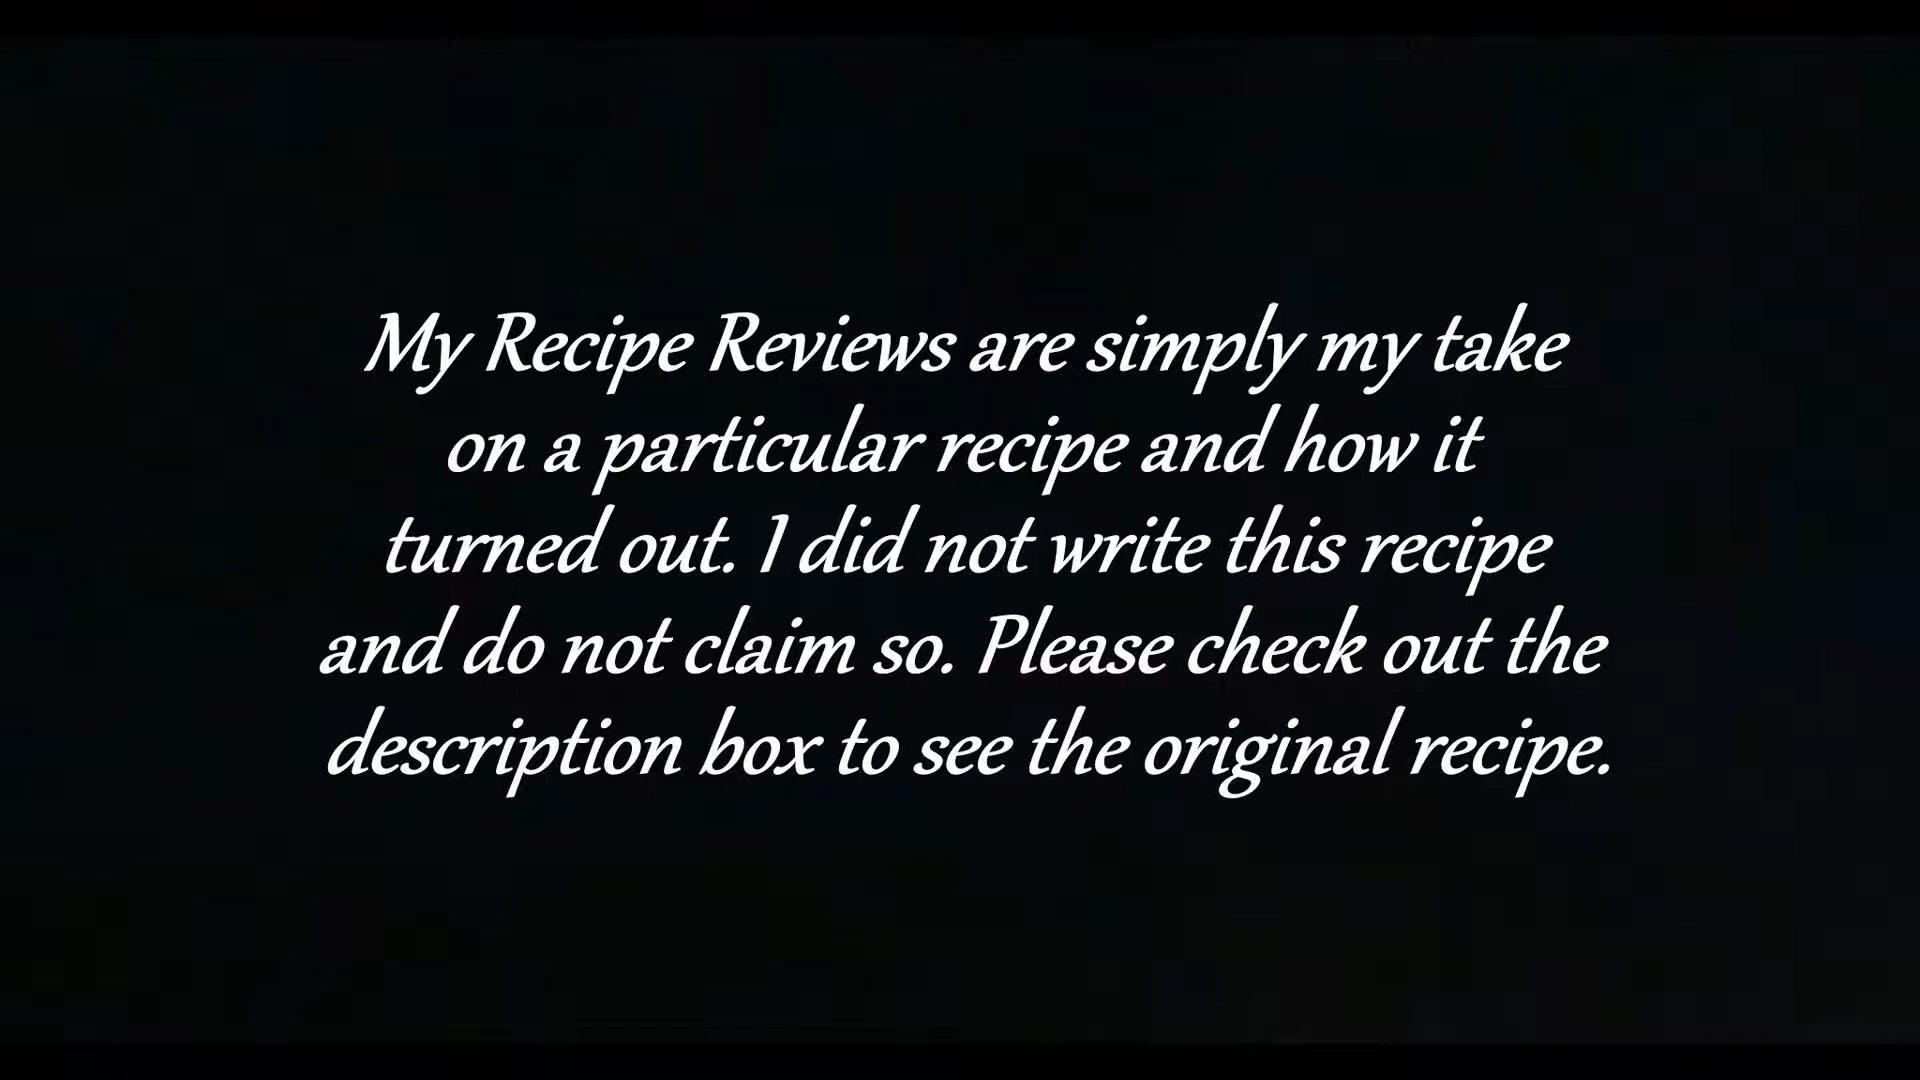 My Recipe Reviews are simply my take
on a particular recipe and how it
turned out. I did not write this recipe
and do not claim so. Please check out the
description box to see the original recipe.